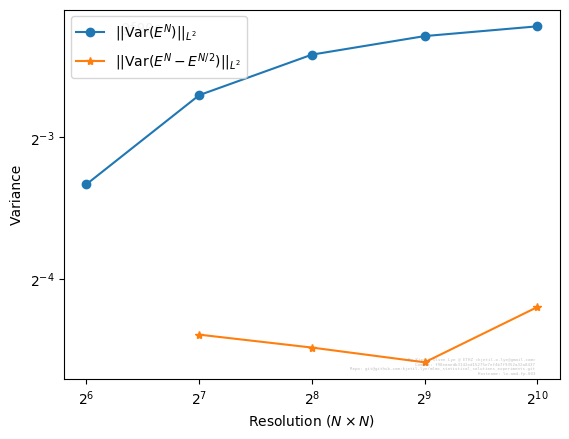 ||Var(E^N)||_{L^2}
||Var(E^N − E^{N/2})||_{L^2}
Variance
2^{-3}
2^{-4}
2^6 2^7 2^8 2^9 2^{10}
Resolution (N × N)